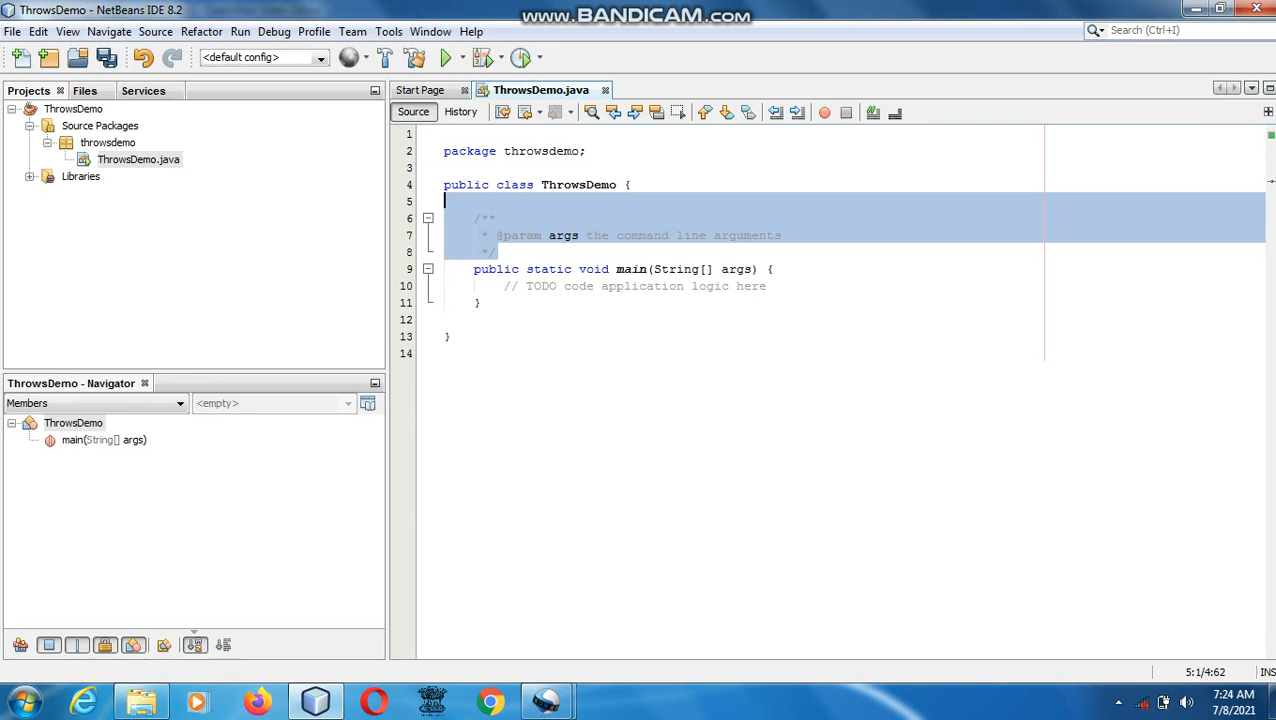 ThrowsDemo - NetBeans IDE 8.2
www.BANDICAM.com
File Edit View Navigate Source Refactor Run Debug Profile Team Tools Window Help
Search (Ctrl+I)
<default config>
Projects Files Services
Start Page ThrowsDemo.java
Source History
ThrowsDemo
Source Packages
throwsdemo
ThrowsDemo.java
Libraries
1
2 package throwsdemo;
3
4 public class ThrowsDemo {
5
6 /**
7 * @param args the command line arguments
8 */
9 public static void main(String[] args) {
10 // TODO code application logic here
11 }
12
13 }
14
ThrowsDemo - Navigator
Members <empty>
ThrowsDemo
main(String[] args)
5:1/4:62 INS
7:24 AM
7/8/2021